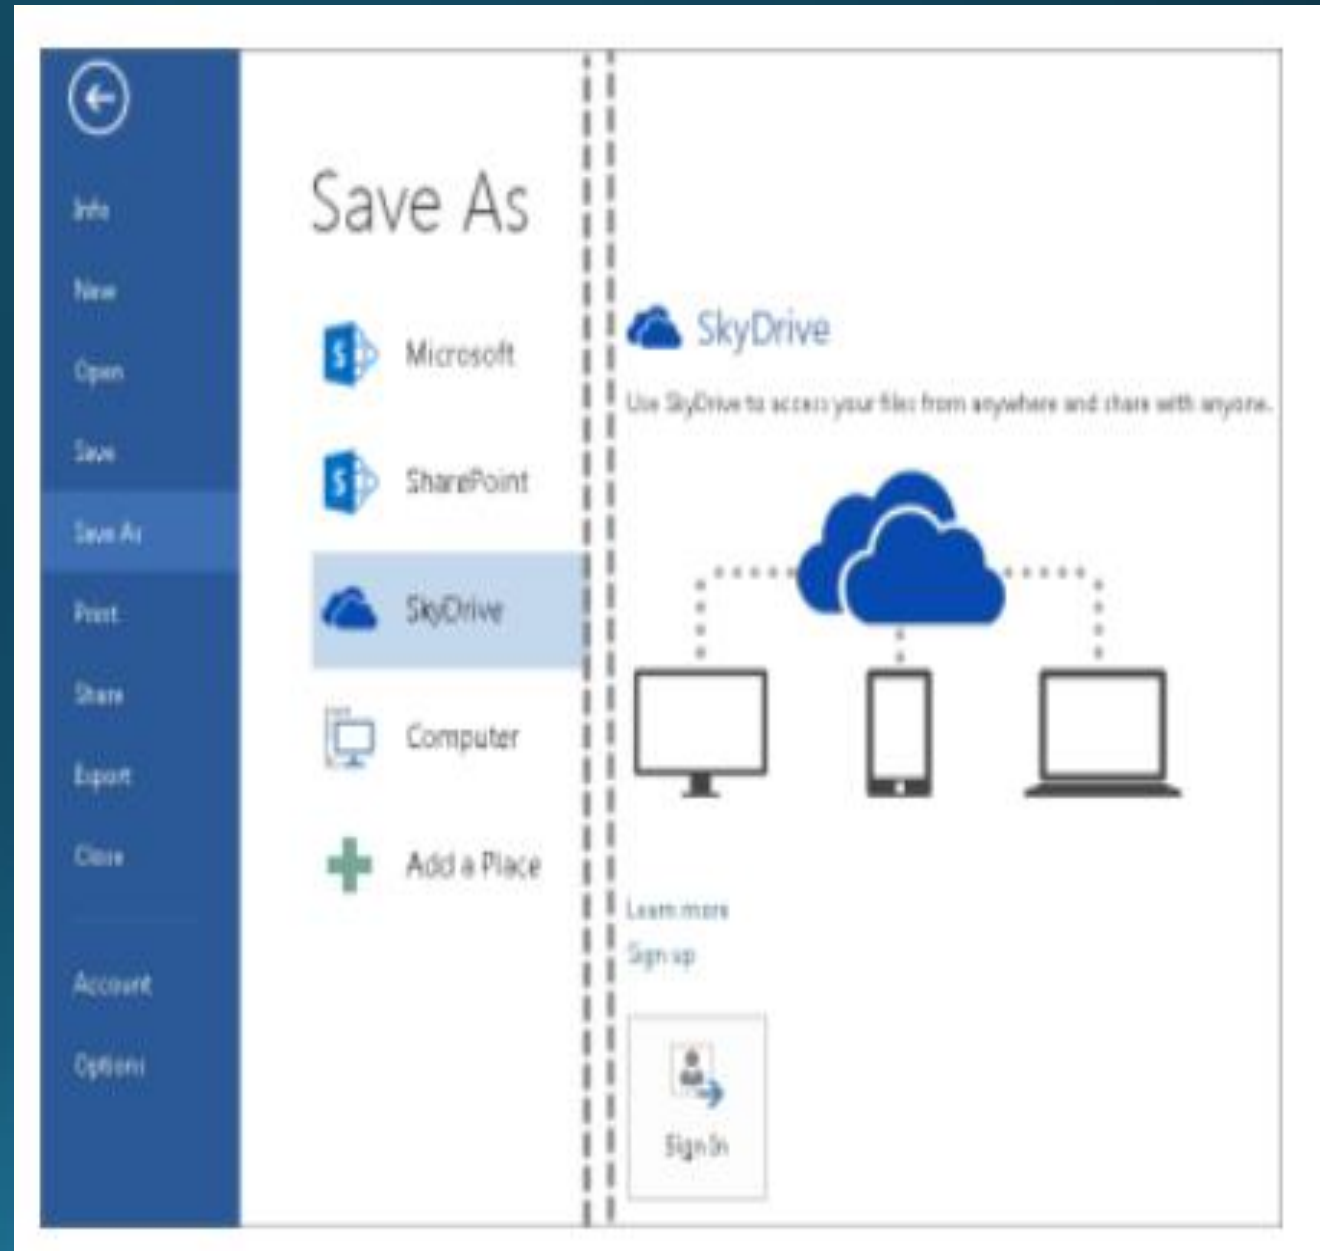 Info
New
Open
Save
Save As
Print
Share
Export
Close
Account
Options
Save As
Microsoft
SharePoint
SkyDrive
Computer
Add a Place
SkyDrive
Use SkyDrive to access your files from anywhere and share with anyone.
Learn more
Sign up
Sign In